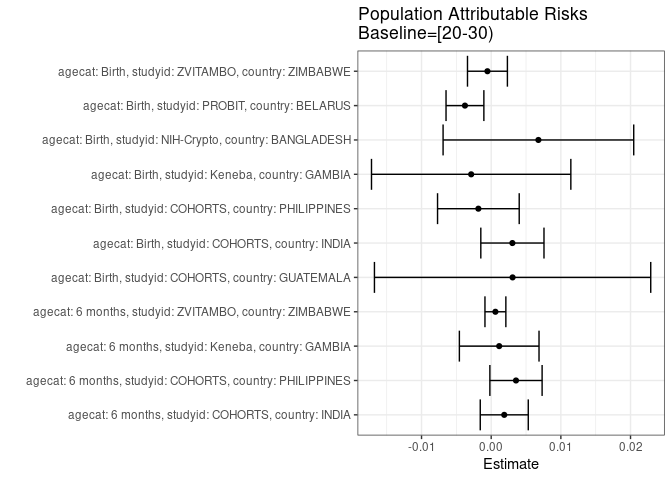 Population Attributable Risks
Baseline=[20-30)
agecat: Birth, studyid: ZVITAMBO, country: ZIMBABWE
agecat: Birth, studyid: PROBIT, country: BELARUS
agecat: Birth, studyid: NIH-Crypto, country: BANGLADESH
agecat: Birth, studyid: Keneba, country: GAMBIA
agecat: Birth, studyid: COHORTS, country: PHILIPPINES
agecat: Birth, studyid: COHORTS, country: INDIA
agecat: Birth, studyid: COHORTS, country: GUATEMALA
agecat: 6 months, studyid: ZVITAMBO, country: ZIMBABWE
agecat: 6 months, studyid: Keneba, country: GAMBIA
agecat: 6 months, studyid: COHORTS, country: PHILIPPINES
agecat: 6 months, studyid: COHORTS, country: INDIA
-0.01 0.00 0.01 0.02
Estimate